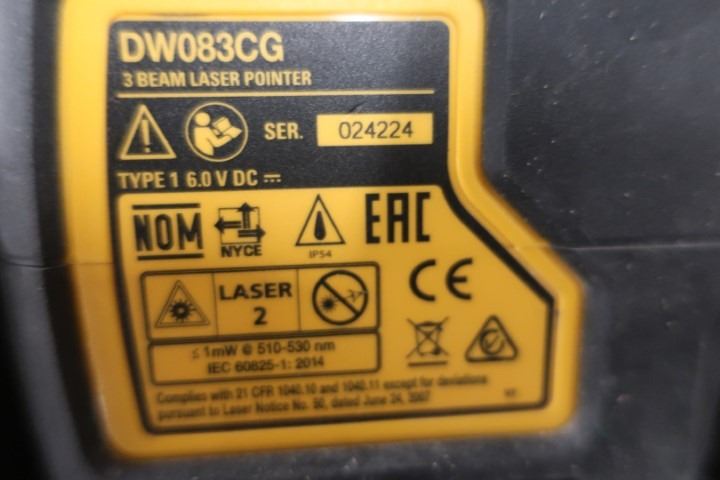 DW083CG
3 BEAM LASER POINTER
SER. 024224
TYPE 1 6.0 V DC
NOM
NYCE
IP54
EAC
CE
LASER
2
≤1mW @ 510-530 nm
IEC 60825-1: 2014
Complies with 21 CFR 1040.10 and 1040.11 except for deviations
pursuant to Laser Notice No. 50, dated June 24, 2007